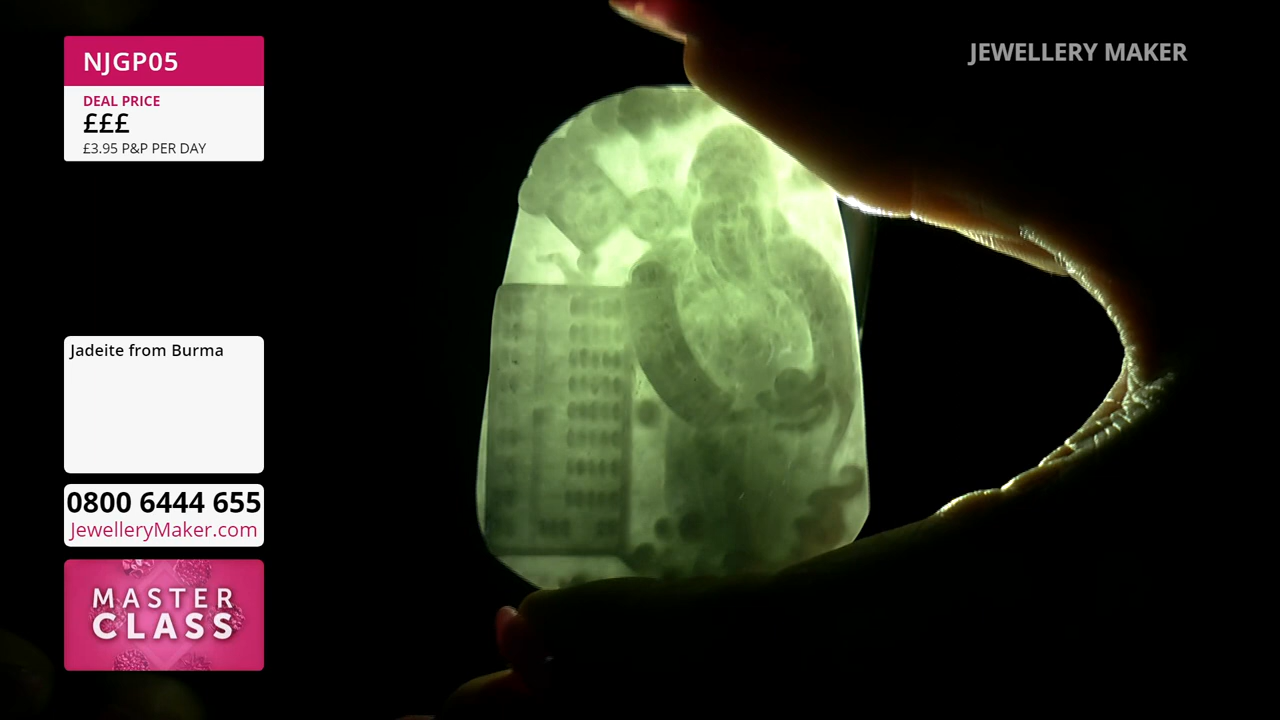 NJGP05
DEAL PRICE
£££
£3.95 P&P PER DAY
JEWELLERY MAKER
Jadeite from Burma
0800 6444 655
JewelleryMaker.com
MASTER
CLASS